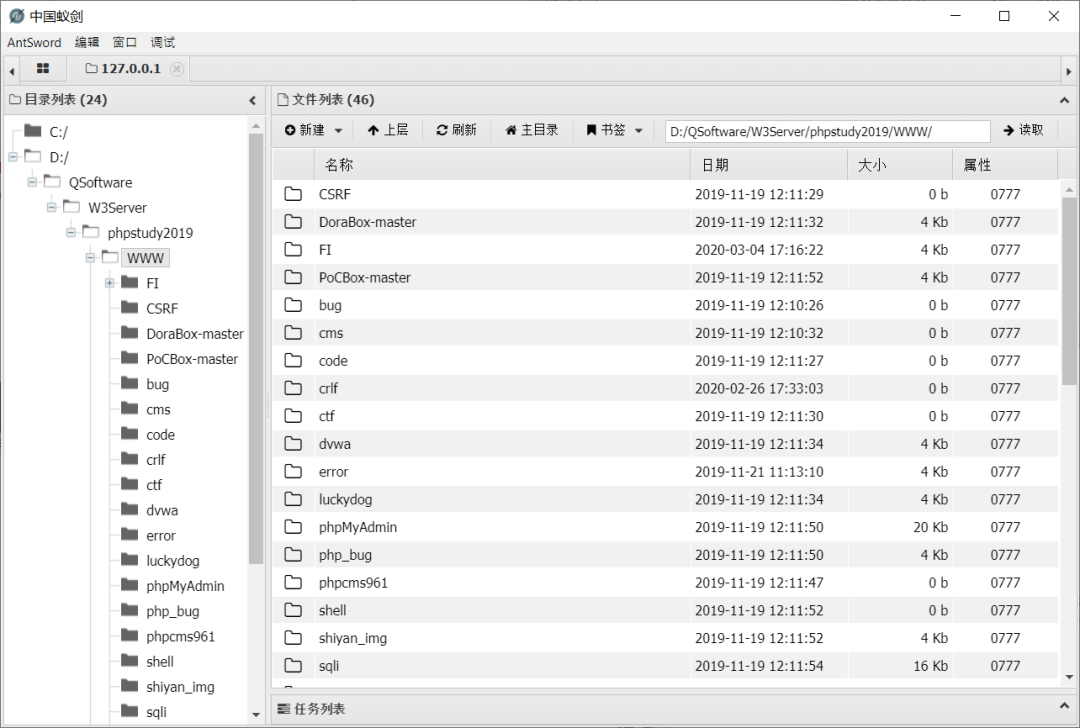 中国蚁剑
AntSword 编辑 窗口 调试
127.0.0.1
目录列表 (24)
C:/
D:/
QSoftware
W3Server
phpstudy2019
WWW
FI
CSRF
DoraBox-master
PoCBox-master
bug
cms
code
crlf
ctf
dvwa
error
luckydog
phpMyAdmin
php_bug
phpcms961
shell
shiyan_img
sqli
文件列表 (46)
新建 上层 刷新 主目录 书签 D:/QSoftware/W3Server/phpstudy2019/WWW/ 读取
名称 日期 大小 属性
CSRF 2019-11-19 12:11:29 0 b 0777
DoraBox-master 2019-11-19 12:11:32 4 Kb 0777
FI 2020-03-04 17:16:22 4 Kb 0777
PoCBox-master 2019-11-19 12:11:52 4 Kb 0777
bug 2019-11-19 12:10:26 0 b 0777
cms 2019-11-19 12:10:32 0 b 0777
code 2019-11-19 12:11:27 0 b 0777
crlf 2020-02-26 17:33:03 0 b 0777
ctf 2019-11-19 12:11:30 0 b 0777
dvwa 2019-11-19 12:11:34 4 Kb 0777
error 2019-11-21 11:13:10 4 Kb 0777
luckydog 2019-11-19 12:11:34 4 Kb 0777
phpMyAdmin 2019-11-19 12:11:50 20 Kb 0777
php_bug 2019-11-19 12:11:50 4 Kb 0777
phpcms961 2019-11-19 12:11:47 0 b 0777
shell 2019-11-19 12:11:52 0 b 0777
shiyan_img 2019-11-19 12:11:52 4 Kb 0777
sqli 2019-11-19 12:11:54 16 Kb 0777
任务列表